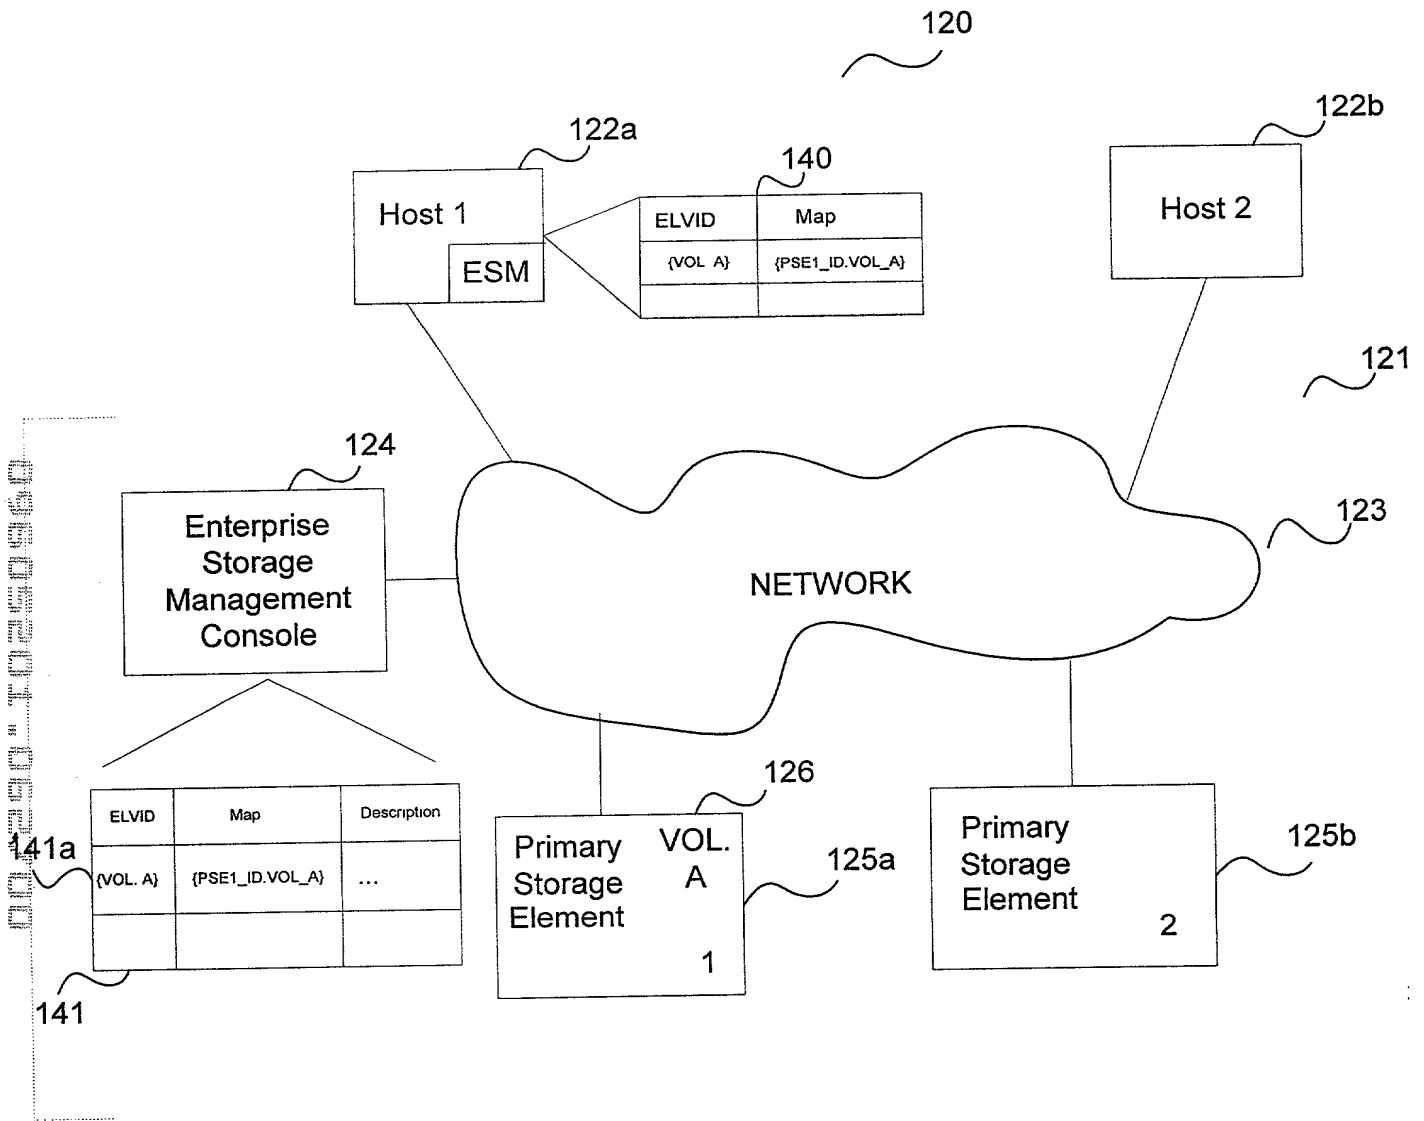 120
122a
122b
140
Host 1
ESM
ELVID Map
{VOL A} {PSE1_ID.VOL_A}
Host 2
121
124
Enterprise
Storage
Management
Console
123
NETWORK
126
ELVID Map Description
141a
{VOL. A} {PSE1_ID.VOL_A} ...
141
Primary
Storage
Element
1
VOL.
A
125a
Primary
Storage
Element
2
125b